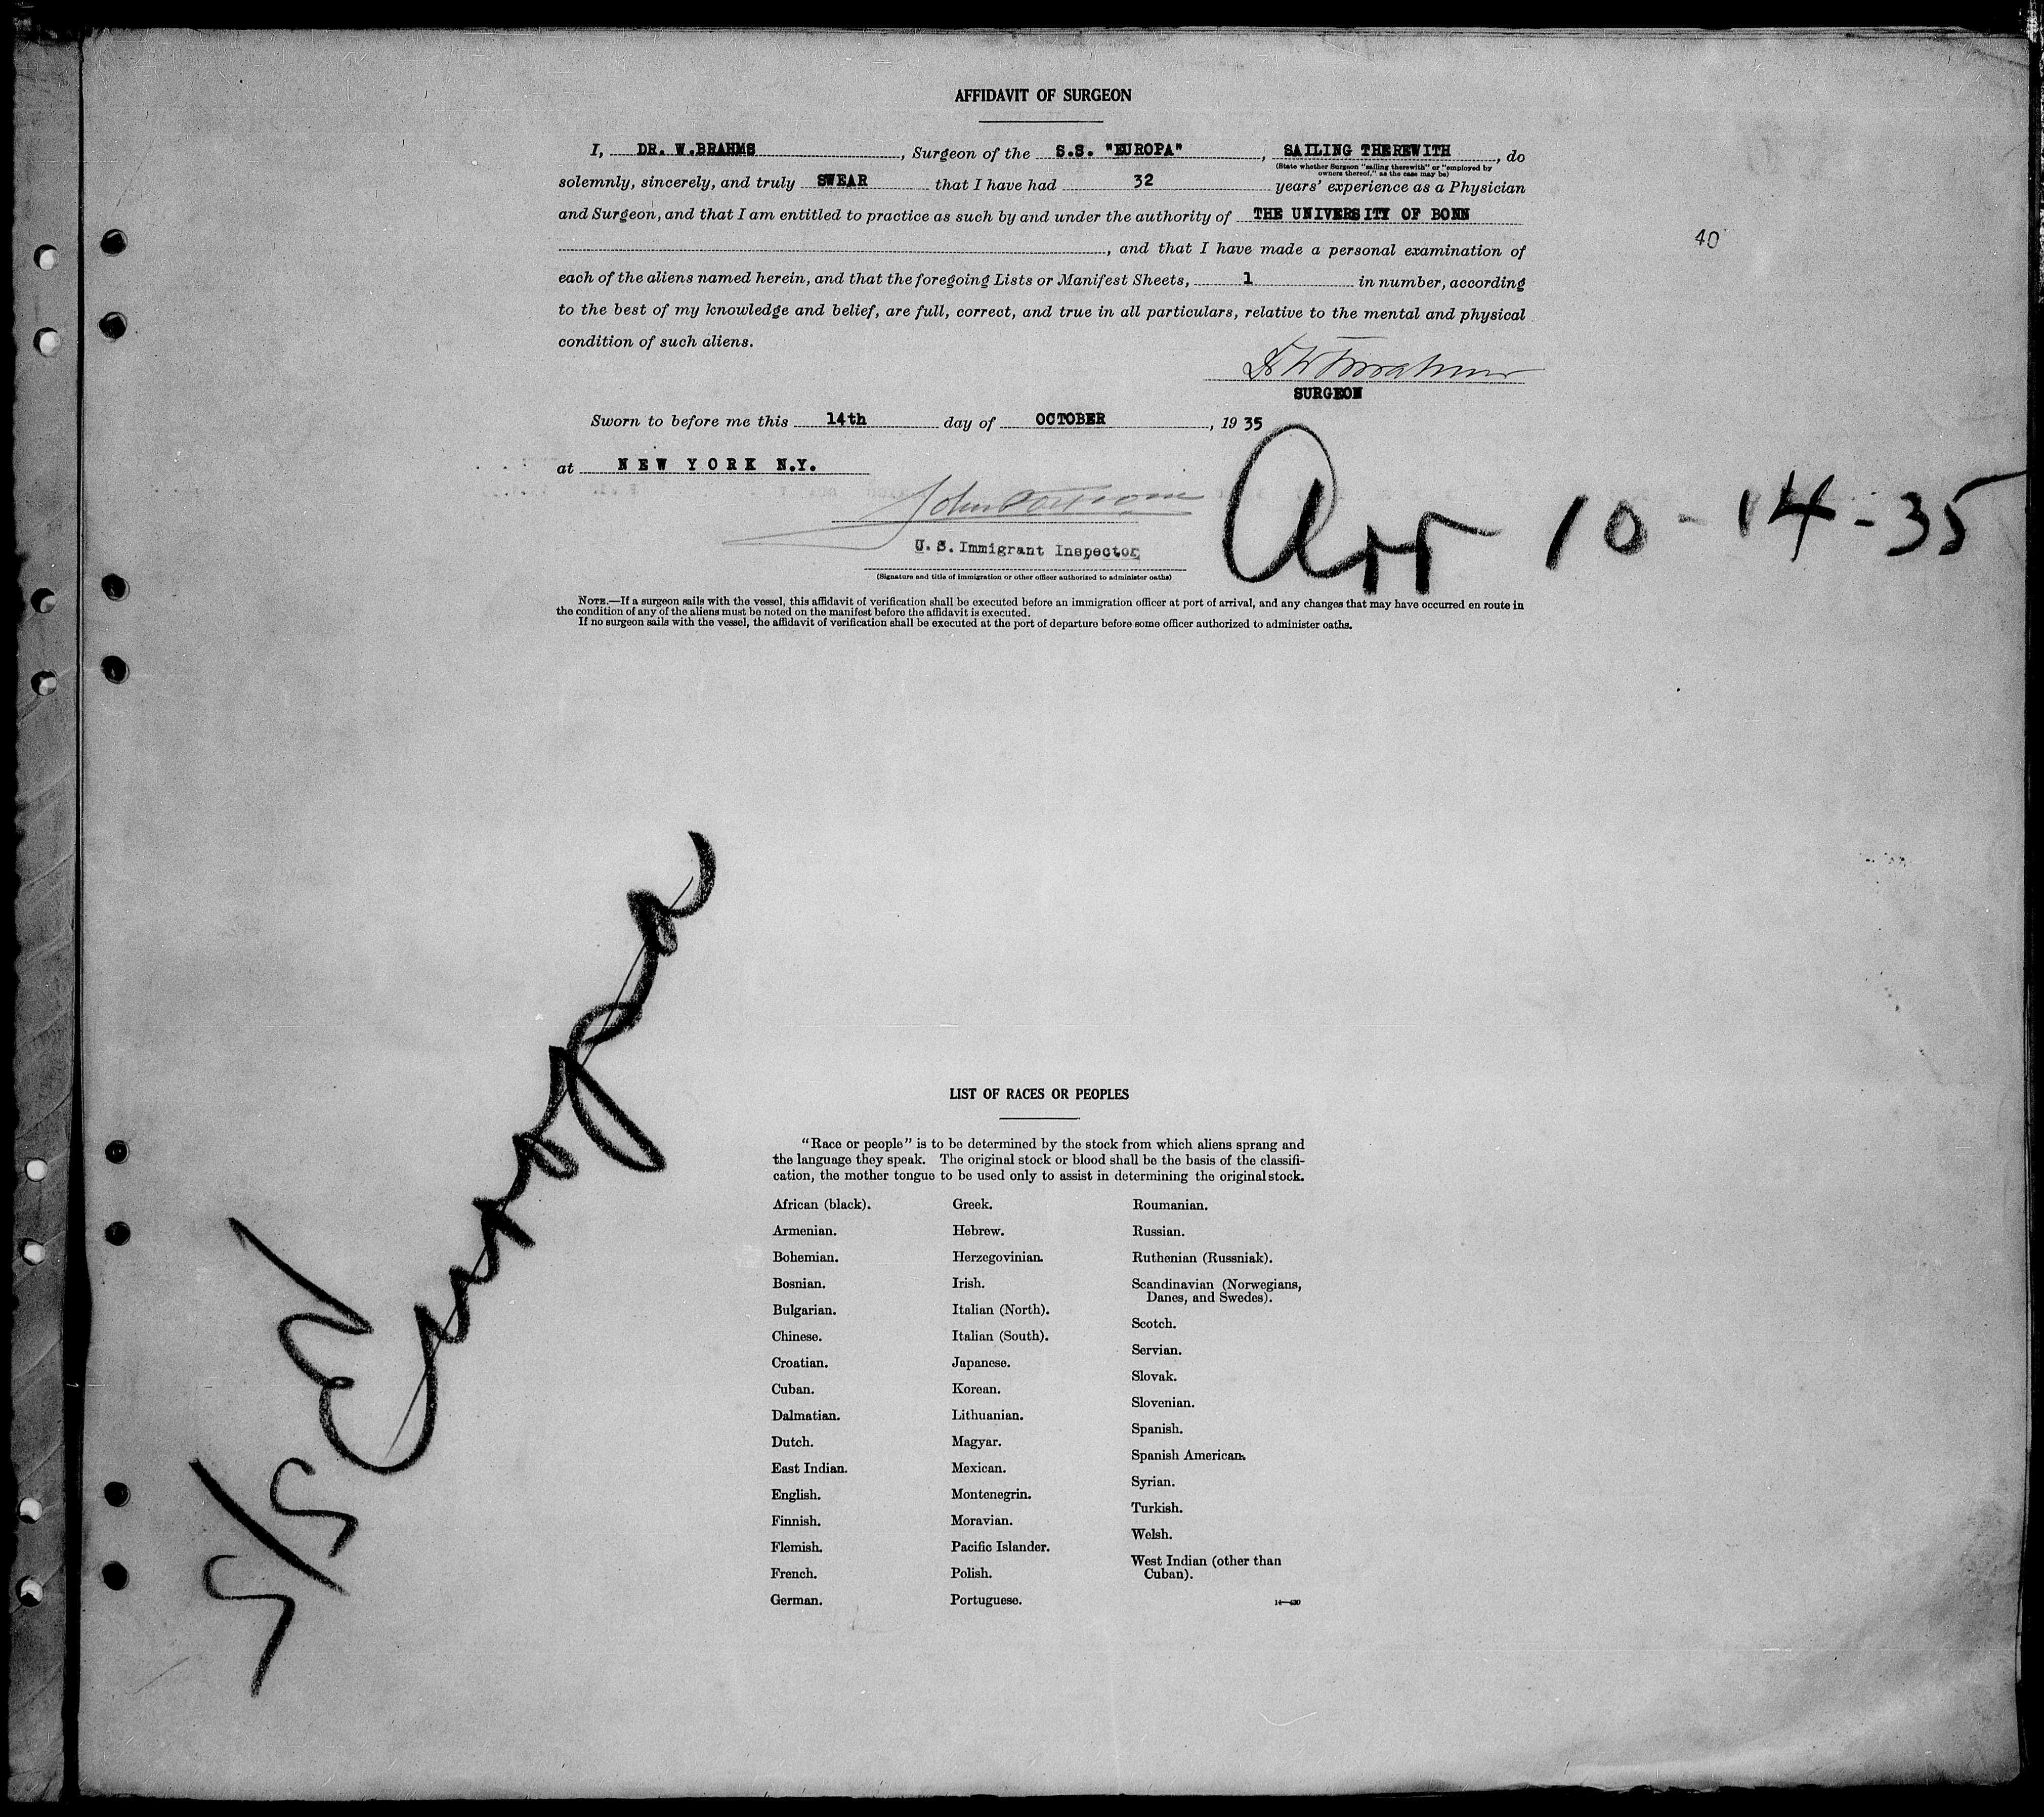 AFFIDAVIT OF SURGEON
I, DR. W.BRAHMS, Surgeon of the S.S. "EUROPA", SAILING THEREWITH, do
(State whether Surgeon "sailing therewith" or "employed by
owners thereof," as the case may be)
solemnly, sincerely, and truly SWEAR that I have had 32 years' experience as a Physician
and Surgeon, and that I am entitled to practice as such by and under the authority of THE UNIVERSITY OF BONN
, and that I have made a personal examination of
40
each of the aliens named herein, and that the foregoing Lists or Manifest Sheets, 1 in number, according
to the best of my knowledge and belief, are full, correct, and true in all particulars, relative to the mental and physical
condition of such aliens.
Dr W Brahms
SURGEON
Sworn to before me this 14th day of OCTOBER, 1935
at NEW YORK N.Y.
John
Arr 10-14-35
U. S. Immigrant Inspector
(Signature and title of immigration or other officer authorized to administer oaths)
NOTE.—If a surgeon sails with the vessel, this affidavit of verification shall be executed before an immigration officer at port of arrival, and any changes that may have occurred en route in
the condition of any of the aliens must be noted on the manifest before the affidavit is executed.
If no surgeon sails with the vessel, the affidavit of verification shall be executed at the port of departure before some officer authorized to administer oaths.
S/S Europa
LIST OF RACES OR PEOPLES
"Race or people" is to be determined by the stock from which aliens sprang and
the language they speak. The original stock or blood shall be the basis of the classifi-
cation, the mother tongue to be used only to assist in determining the original stock.
African (black).
Armenian.
Bohemian.
Bosnian.
Bulgarian.
Chinese.
Croatian.
Cuban.
Dalmatian.
Dutch.
East Indian.
English.
Finnish.
Flemish.
French.
German.
Greek.
Hebrew.
Herzegovinian.
Irish.
Italian (North).
Italian (South).
Japanese.
Korean.
Lithuanian.
Magyar.
Mexican.
Montenegrin.
Moravian.
Pacific Islander.
Polish.
Portuguese.
Roumanian.
Russian.
Ruthenian (Russniak).
Scandinavian (Norwegians,
Danes, and Swedes).
Scotch.
Servian.
Slovak.
Slovenian.
Spanish.
Spanish American.
Syrian.
Turkish.
Welsh.
West Indian (other than
Cuban).